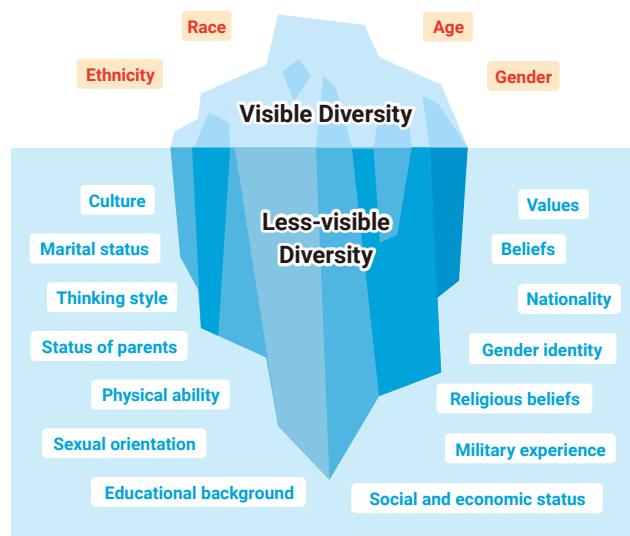 Race
Age
Ethnicity
Gender
Visible Diversity
Less-visible
Diversity
Culture
Values
Marital status
Beliefs
Thinking style
Nationality
Status of parents
Gender identity
Physical ability
Religious beliefs
Sexual orientation
Military experience
Educational background
Social and economic status